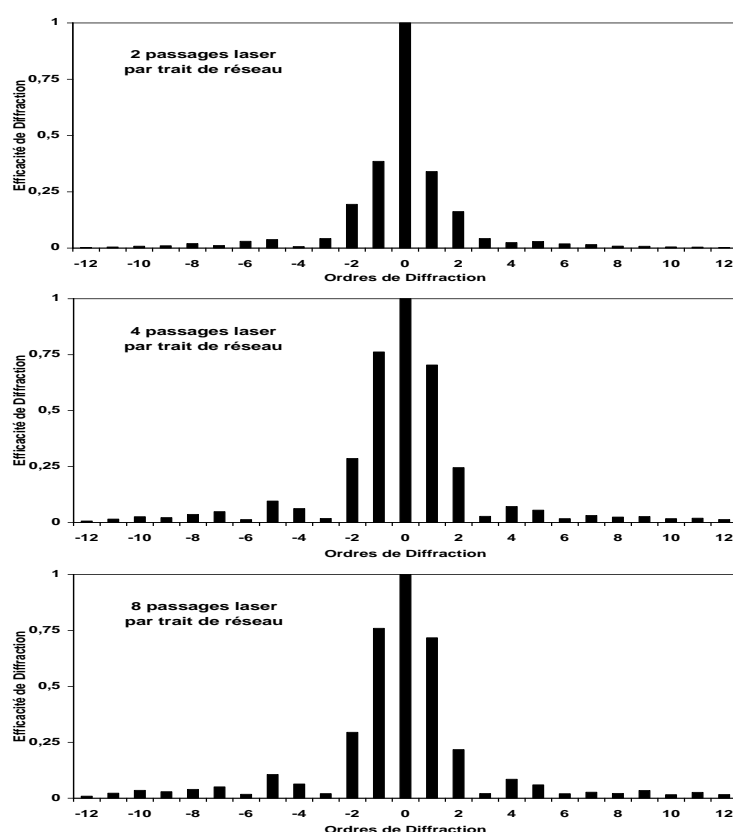 1
2 passages laser
par trait de réseau
0,75
0,5
0,25
0
Efficacité de Diffraction
-12 -10 -8 -6 -4 -2 0 2 4 6 8 10 12
Ordres de Diffraction
1
4 passages laser
par trait de réseau
0,75
0,5
0,25
0
Efficacité de Diffraction
-12 -10 -8 -6 -4 -2 0 2 4 6 8 10 12
Ordres de Diffraction
1
8 passages laser
par trait de réseau
0,75
0,5
0,25
0
Efficacité de Diffraction
-12 -10 -8 -6 -4 -2 0 2 4 6 8 10 12
Ordres de Diffraction